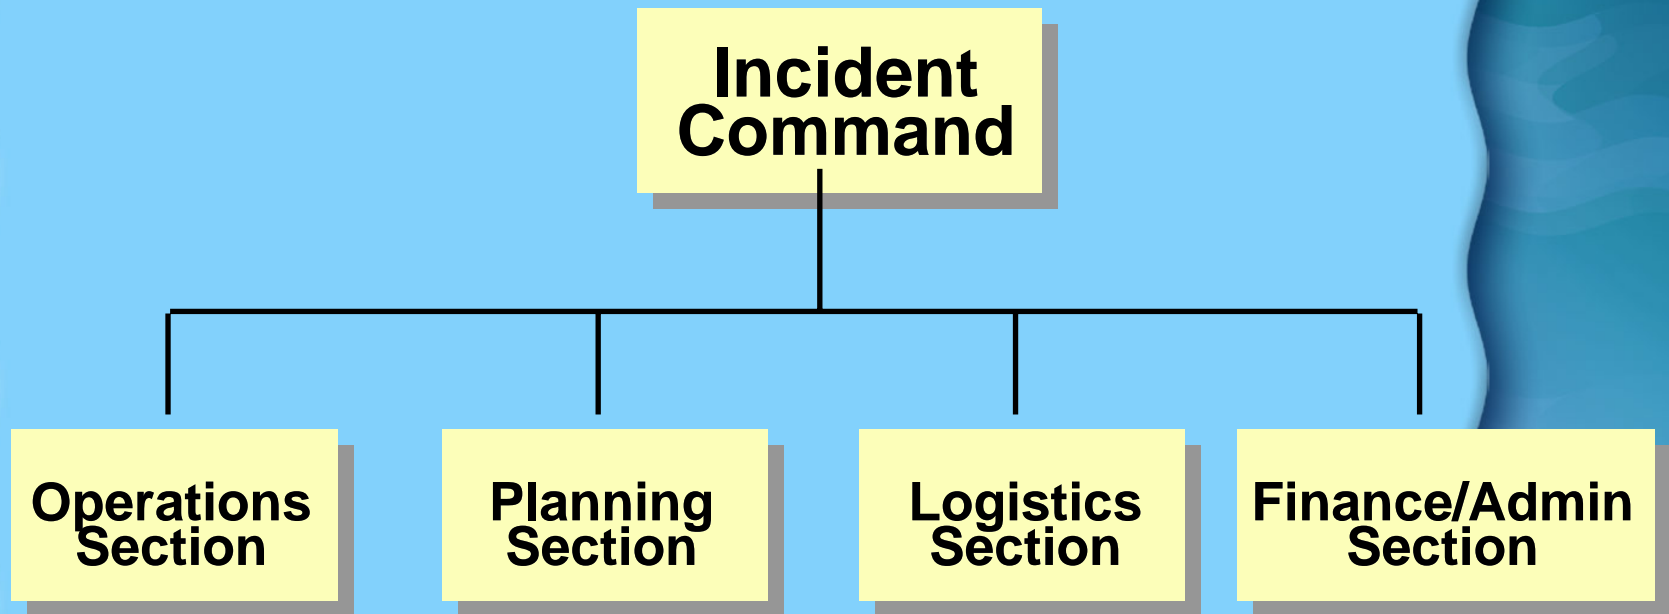 Incident
Command
Operations
Section
Planning
Section
Logistics
Section
Finance/Admin
Section